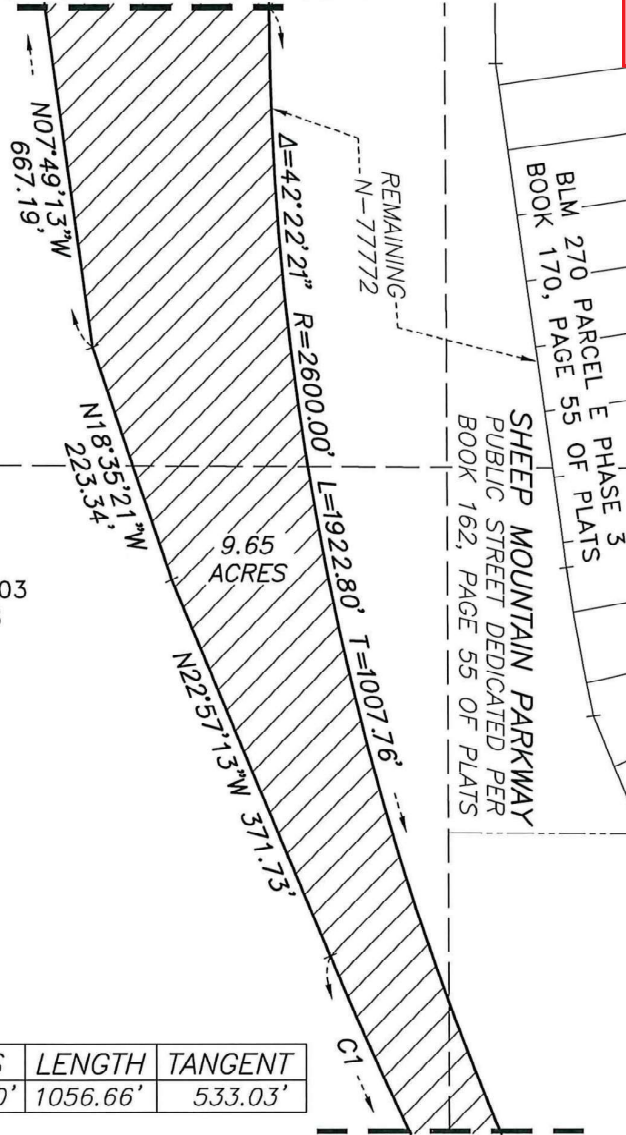 BLM 270 PARCEL E PHASE 3
BOOK 170, PAGE 55 OF PLATS
REMAINING
N-77772
SHEEP MOUNTAIN PARKWAY
PUBLIC STREET DEDICATED PER
BOOK 162, PAGE 55 OF PLATS
Δ=42°22'21" R=2600.00' L=1922.80' T=1007.76'
N07°49'13"W
667.19'
N18°35'21"W
223.34'
9.65
ACRES
03
N22°57'13"W 371.73'
C1
S LENGTH TANGENT
0' 1056.66' 533.03'